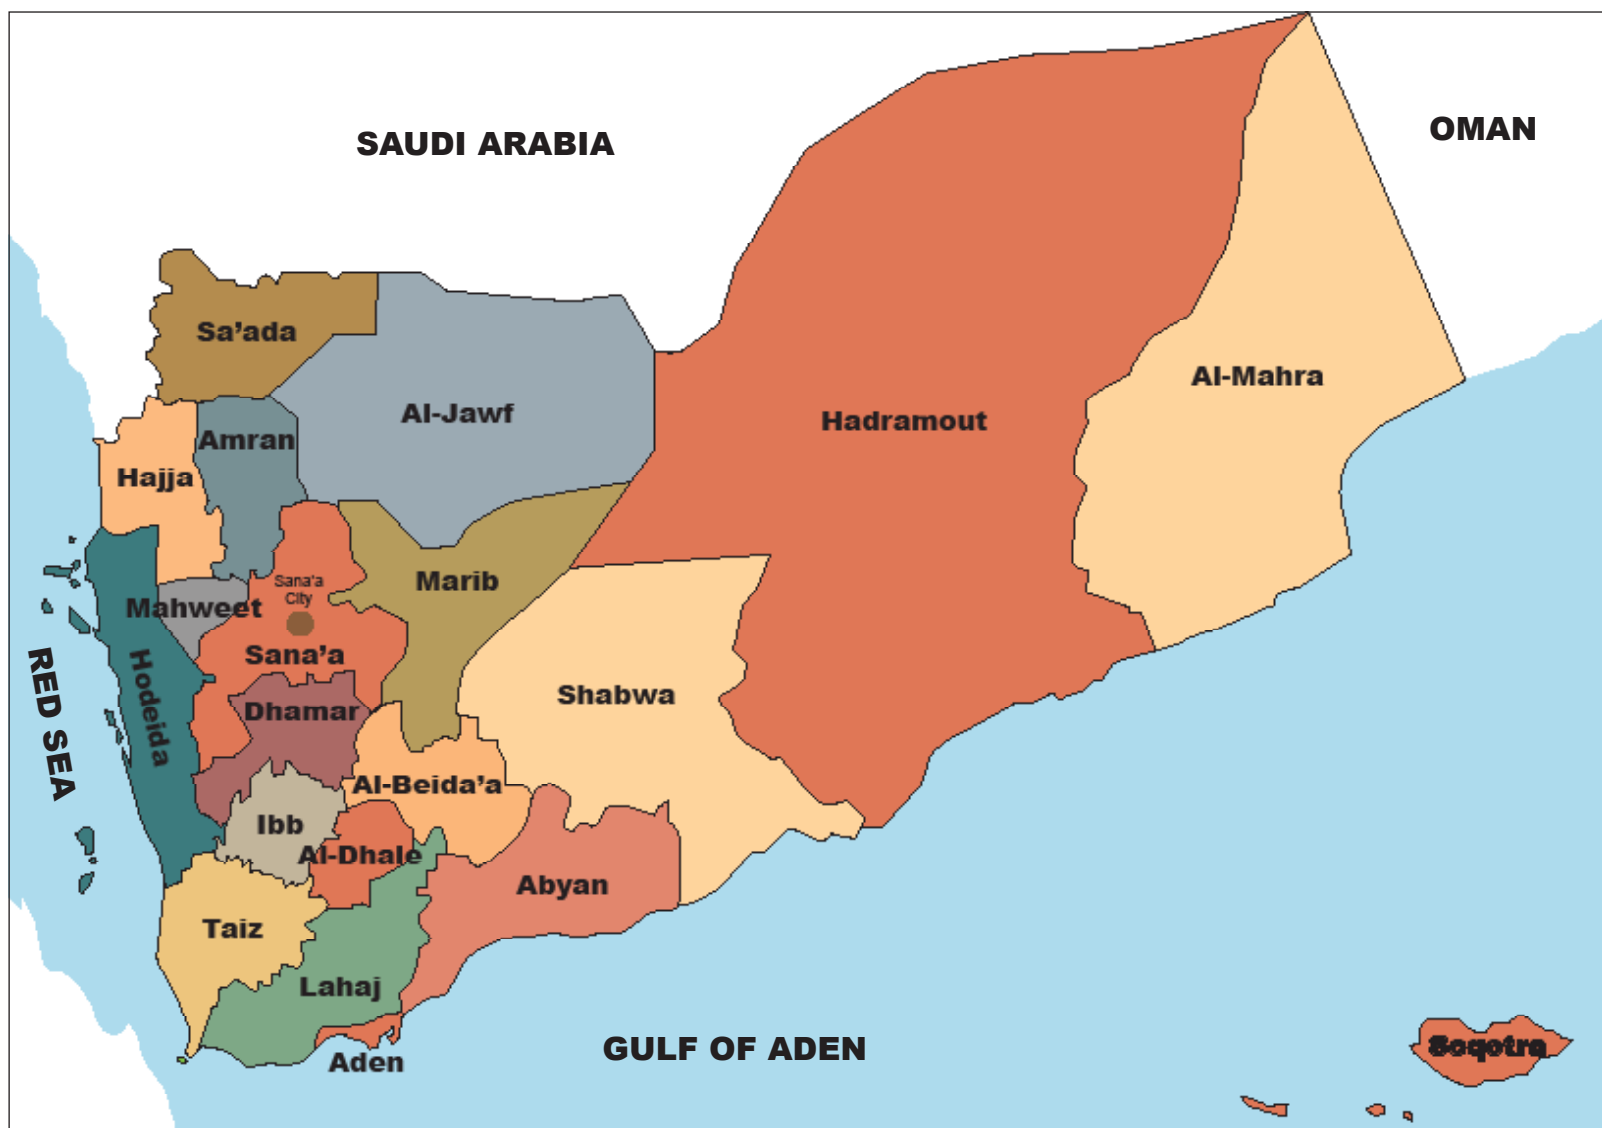 SAUDI ARABIA
OMAN
Sa’ada
Al-Jawf
Al-Mahra
Hadramout
Amran
Hajja
Marib
Sana’a
City
Mahweet
Sana’a
Hodeida
RED SEA
Shabwa
Dhamar
Al-Beida’a
Ibb
Al-Dhale
Abyan
Taiz
Lahaj
Aden
GULF OF ADEN
Soqotra